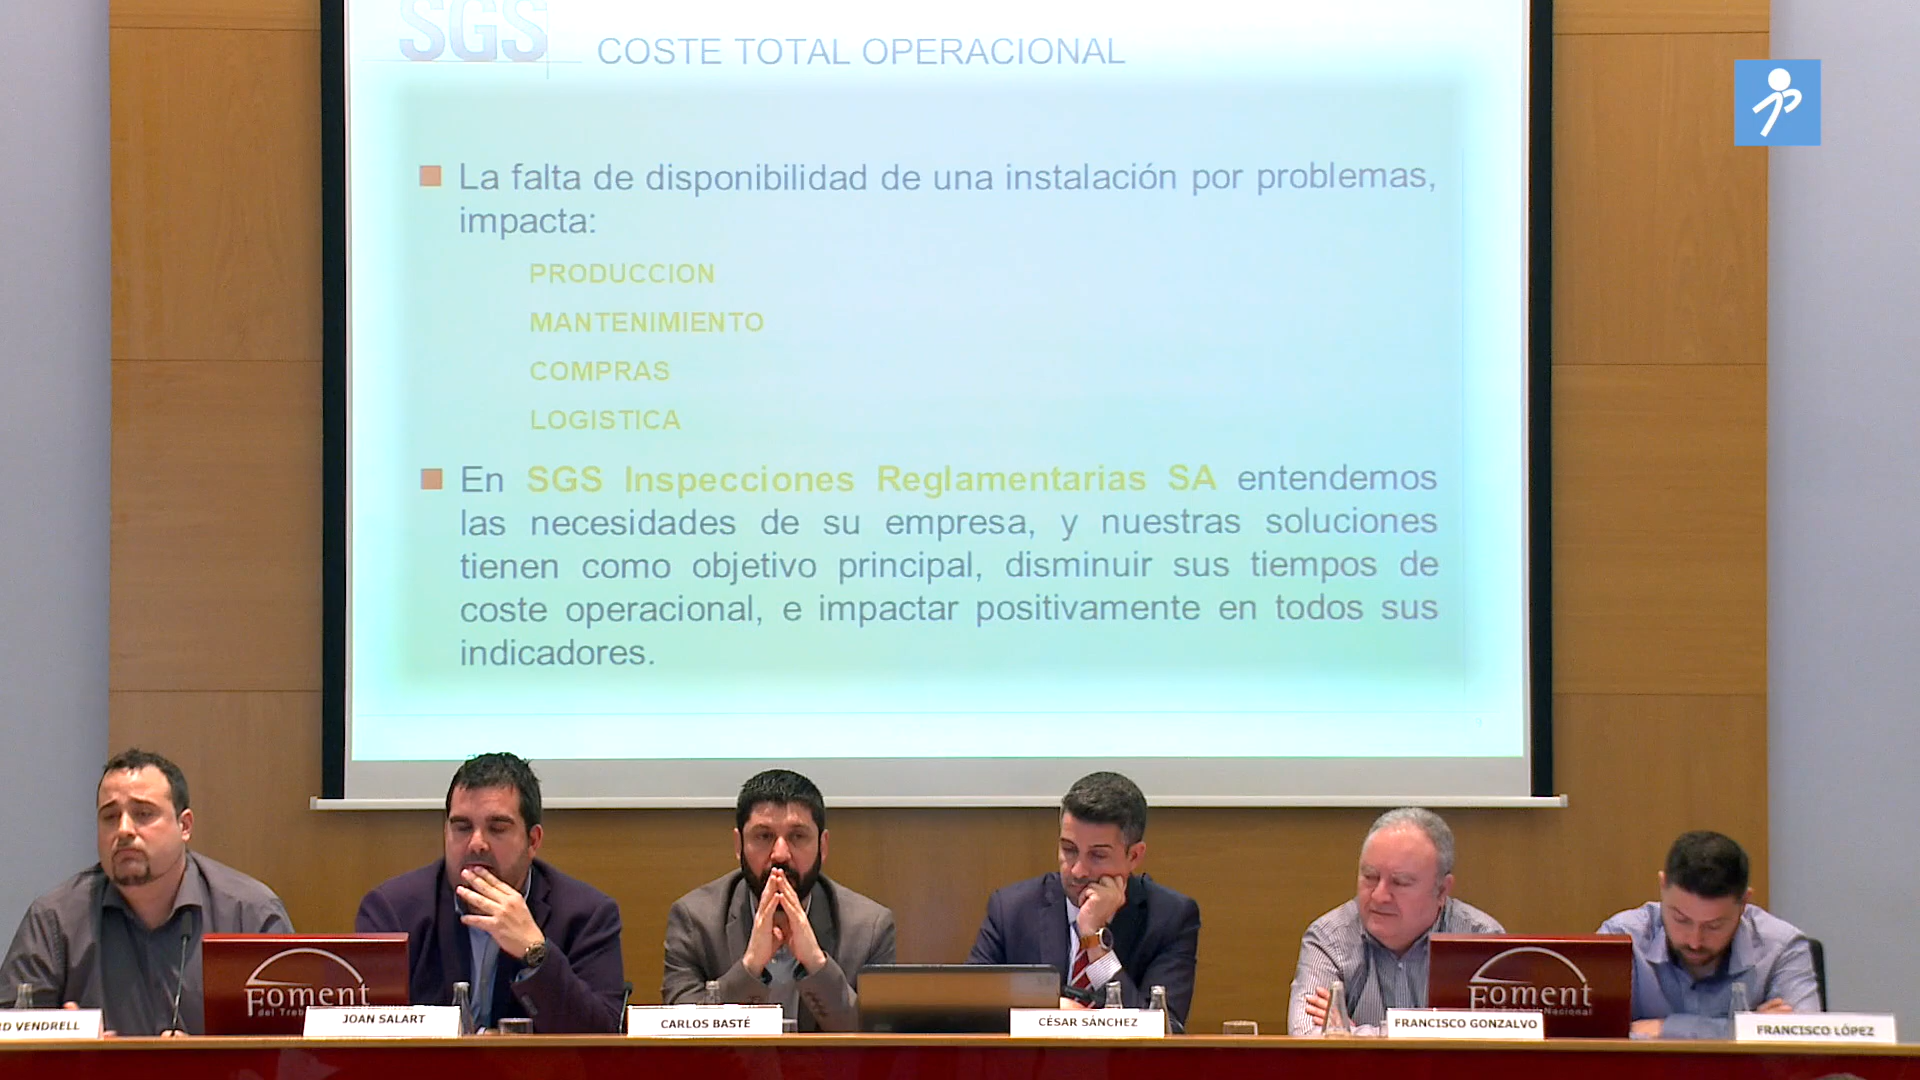 SGS
COSTE TOTAL OPERACIONAL
La falta de disponibilidad de una instalación por problemas,
impacta:
PRODUCCION
MANTENIMIENTO
COMPRAS
LOGISTICA
En SGS Inspecciones Reglamentarias SA entendemos
las necesidades de su empresa, y nuestras soluciones
tienen como objetivo principal, disminuir sus tiempos de
coste operacional, e impactar positivamente en todos sus
indicadores.
Foment
del Treb
Foment
Nacional
RD VENDRELL
JOAN SALART
CARLOS BASTÉ
CÉSAR SÁNCHEZ
FRANCISCO GONZALVO
FRANCISCO LÓPEZ